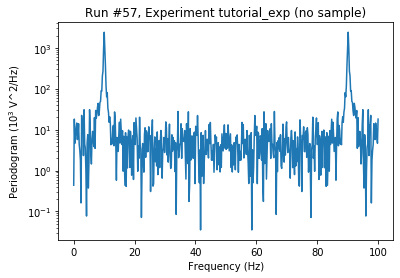 Run #57, Experiment tutorial_exp (no sample)
Periodogram (10³ V^2/Hz)
10³
10²
10¹
10⁰
10⁻¹
0 20 40 60 80 100
Frequency (Hz)